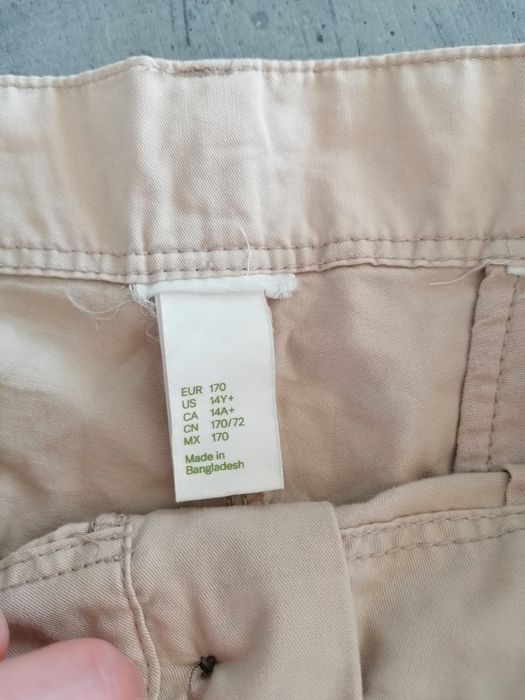 EUR 170
US 14Y+
CA 14A+
CN 170/72
MX 170
Made in
Bangladesh